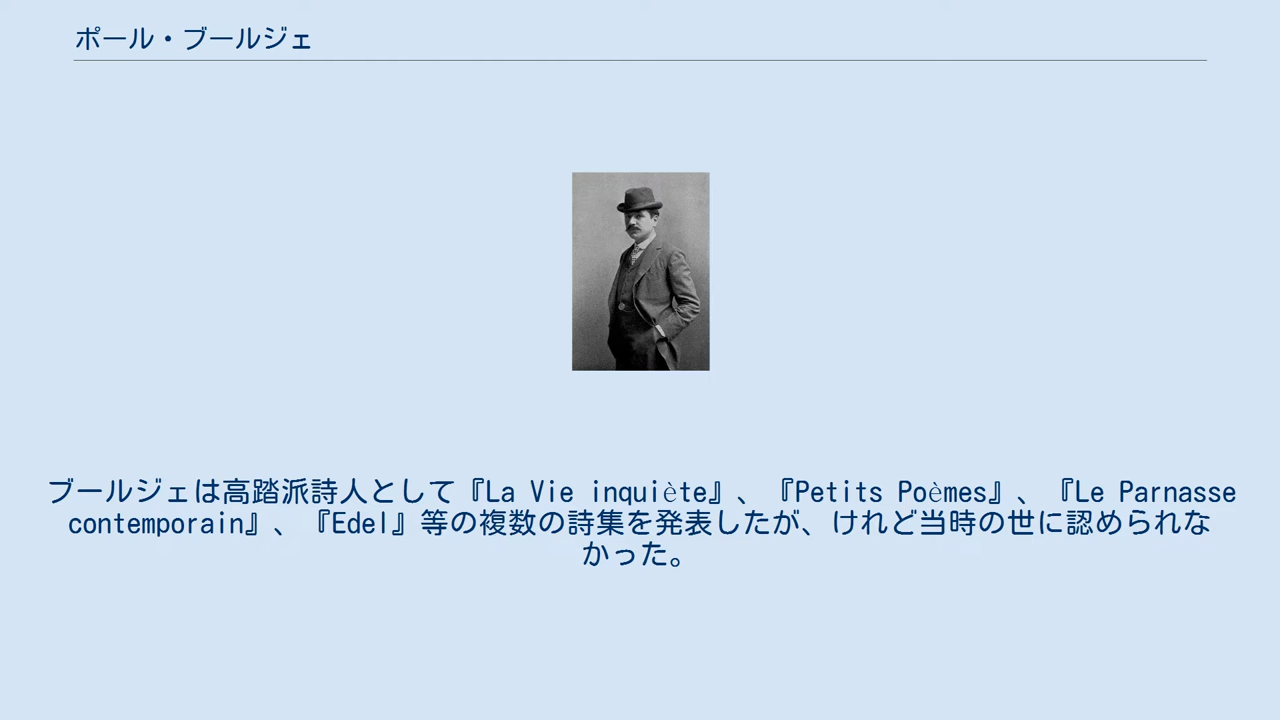 ポール・ブールジェ
ブールジェは高踏派詩人として『La Vie inquiète』、『Petits Poèmes』、『Le Parnasse
contemporain』、『Edel』等の複数の詩集を発表したが、けれど当時の世に認められな
かった。